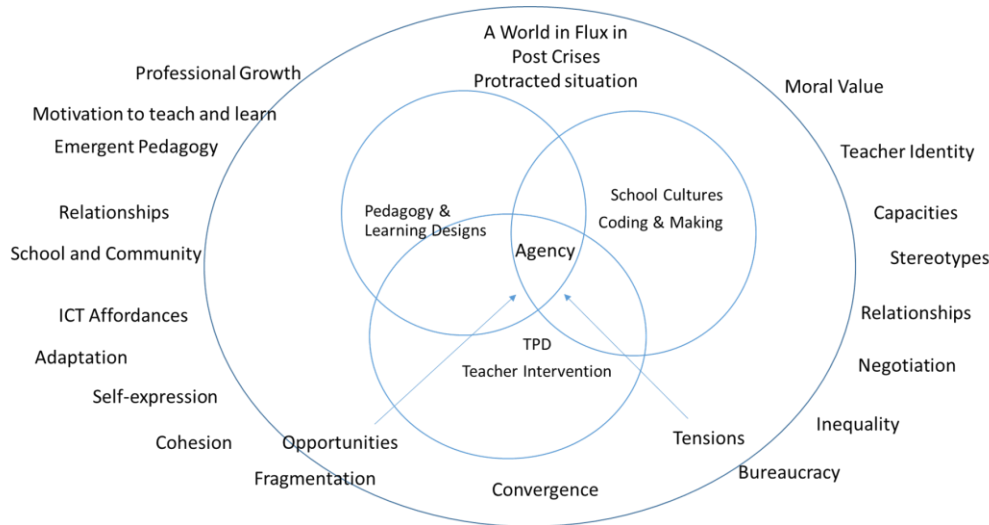 A World in Flux in
Post Crises
Protracted situation
Professional Growth
Motivation to teach and learn
Emergent Pedagogy
Relationships
School and Community
ICT Affordances
Adaptation
Self-expression
Cohesion
Fragmentation
Opportunities
Pedagogy &
Learning Designs
School Cultures
Coding & Making
Agency
TPD
Teacher Intervention
Tensions
Convergence
Moral Value
Teacher Identity
Capacities
Stereotypes
Relationships
Negotiation
Inequality
Bureaucracy